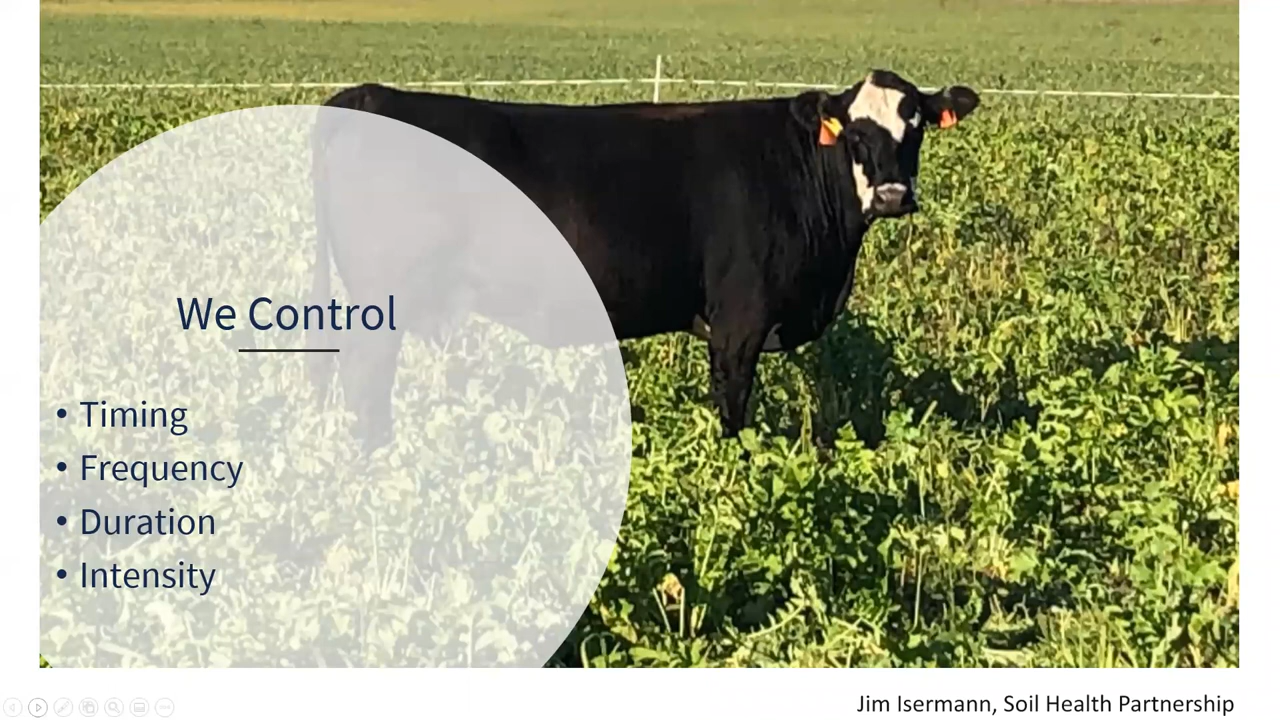 We Control
• Timing
• Frequency
• Duration
• Intensity
Jim Isermann, Soil Health Partnership